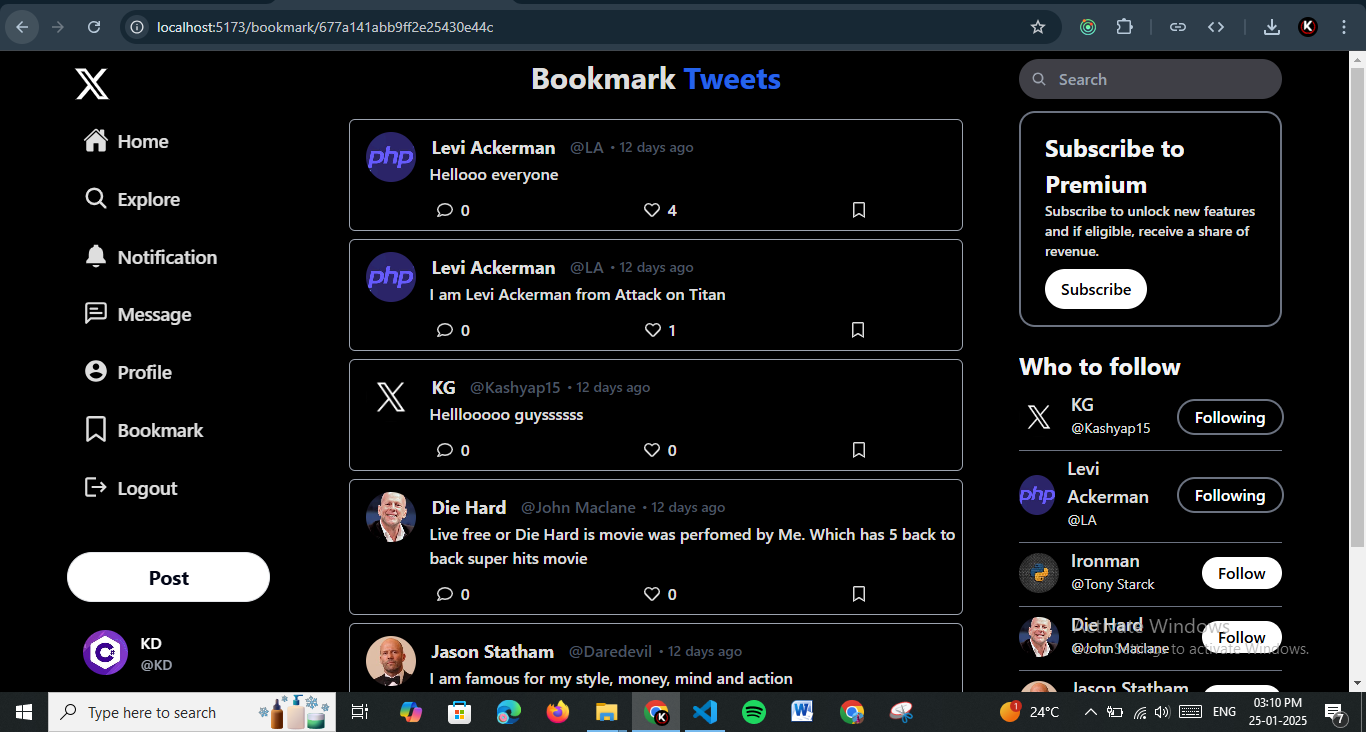 localhost:5173/bookmark/677a141abb9ff2e25430e44c
K
Bookmark Tweets
Home
Explore
Notification
Message
Profile
Bookmark
Logout
Post
KD
@KD
php
Levi Ackerman @LA • 12 days ago
Hellooo everyone
0 4
php
Levi Ackerman @LA • 12 days ago
I am Levi Ackerman from Attack on Titan
0 1
KG @Kashyap15 • 12 days ago
Helllooooo guyssssss
0 0
Die Hard @John Maclane • 12 days ago
Live free or Die Hard is movie was perfomed by Me. Which has 5 back to
back super hits movie
0 0
Jason Statham @Daredevil • 12 days ago
I am famous for my style, money, mind and action
Search
Subscribe to
Premium
Subscribe to unlock new features
and if eligible, receive a share of
revenue.
Subscribe
Who to follow
KG
@Kashyap15
Following
php
Levi
Ackerman
@LA
Following
Ironman
@Tony Starck
Follow
Die Hard
@John Maclane
Follow
Activate Windows
Go to Settings to activate Windows.
Jason Statham
Type here to search
K
W
1
24°C
ENG
03:10 PM
25-01-2025
7